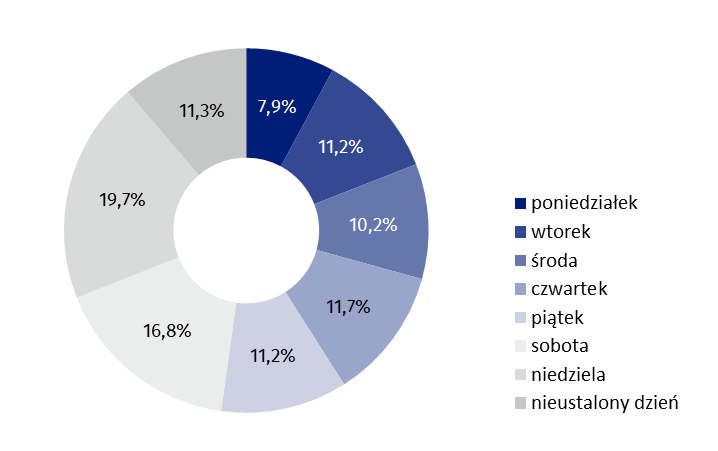 7,9%
11,2%
10,2%
11,7%
11,2%
16,8%
19,7%
11,3%
poniedziałek
wtorek
środa
czwartek
piątek
sobota
niedziela
nieustalony dzień